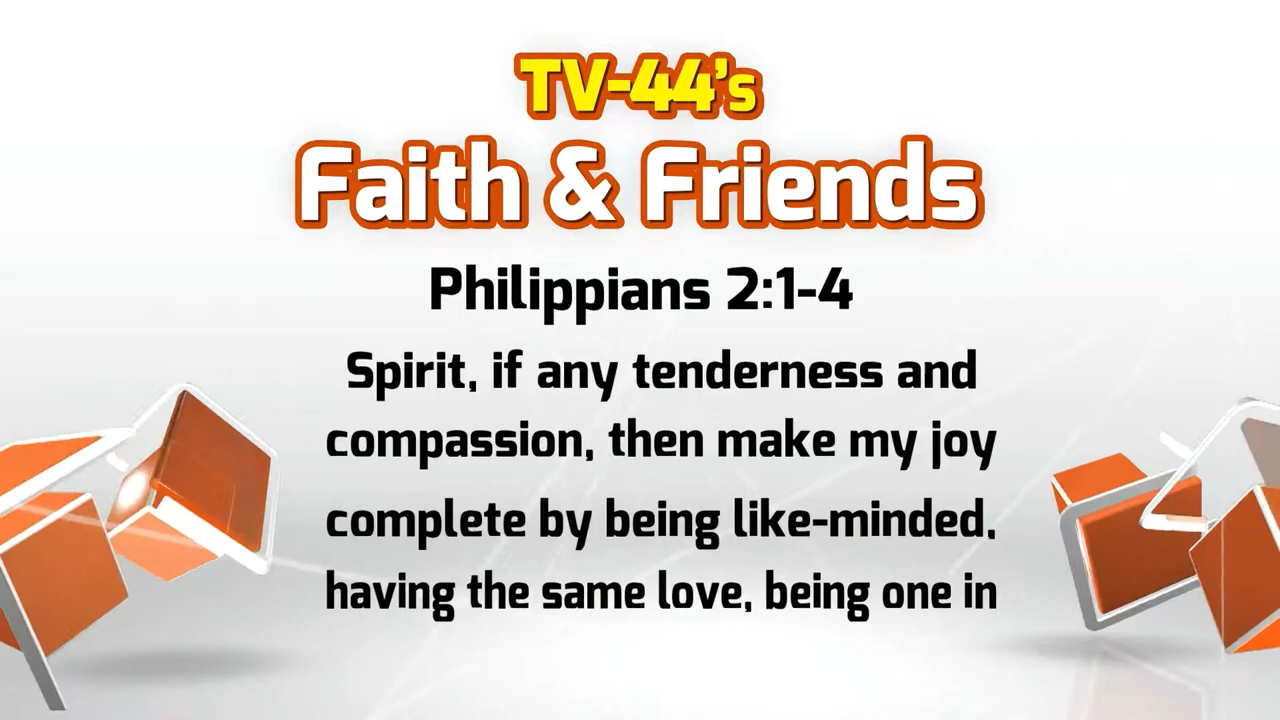 TV-44's
Faith & Friends
Philippians 2:1-4
Spirit, if any tenderness and
compassion, then make my joy
complete by being like-minded,
having the same love, being one in